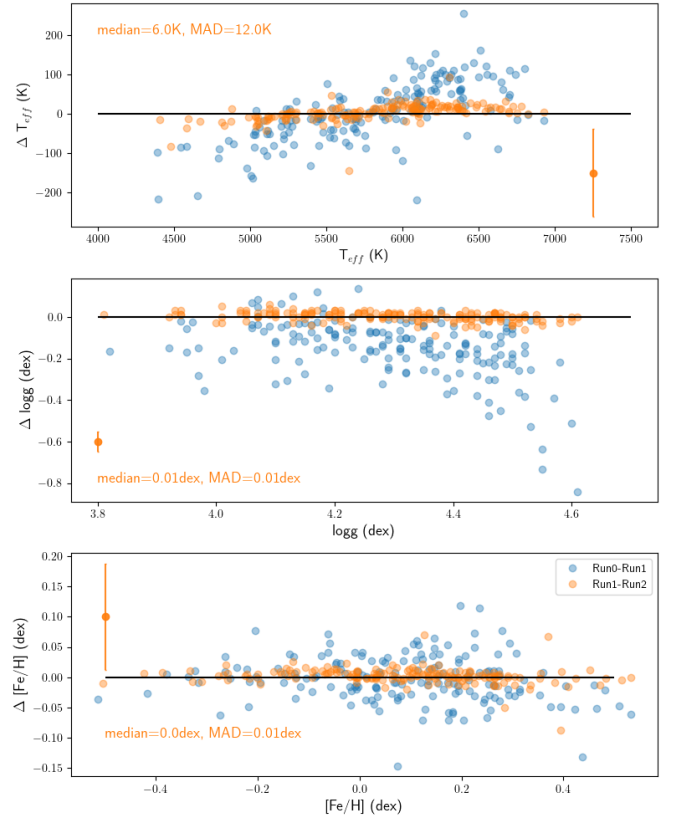 median=6.0K, MAD=12.0K
Δ T_eff (K)
200
100
0
−100
−200
4000 4500 5000 5500 6000 6500 7000 7500
T_eff (K)
Δ logg (dex)
0.0
−0.2
−0.4
−0.6
−0.8
median=0.01dex, MAD=0.01dex
3.8 4.0 4.2 4.4 4.6
logg (dex)
Run0-Run1
Run1-Run2
Δ [Fe/H] (dex)
0.20
0.15
0.10
0.05
0.00
−0.05
−0.10
−0.15
median=0.0dex, MAD=0.01dex
−0.4 −0.2 0.0 0.2 0.4
[Fe/H] (dex)